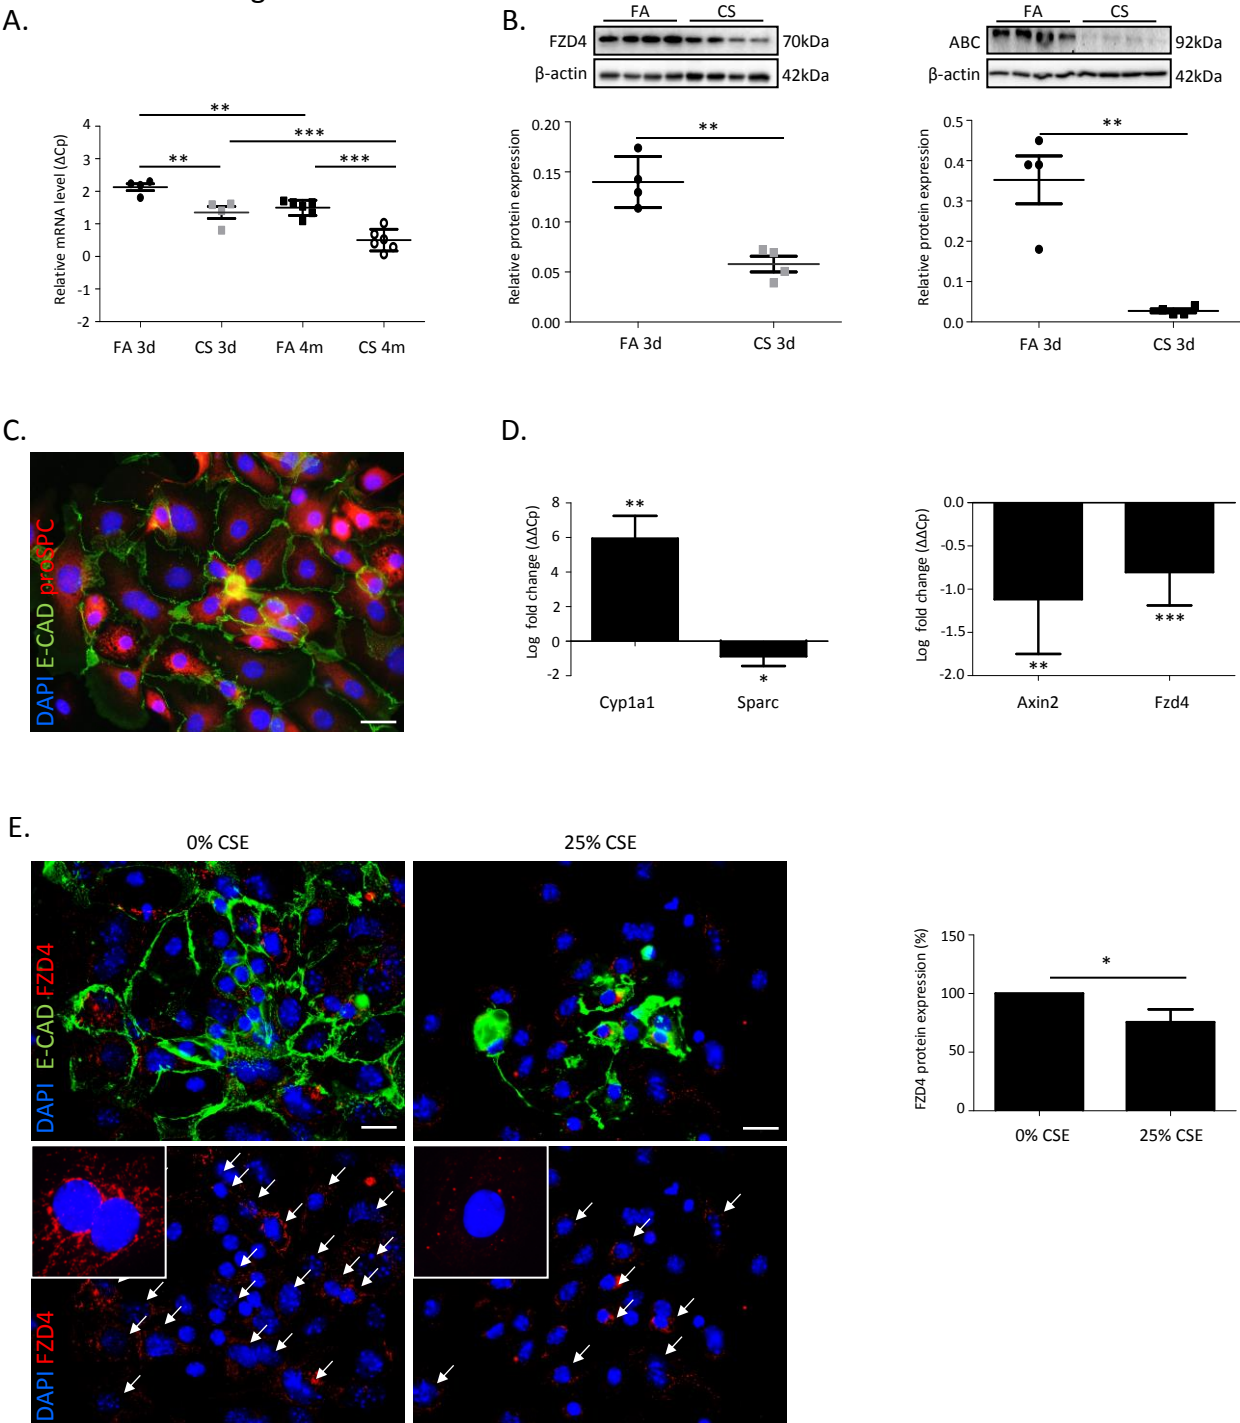 A.
Relative mRNA level (ΔCp)
4
3
2
1
0
-1
-2
**
***
**
***
FA 3d
CS 3d
FA 4m
CS 4m
B.
FA CS
FZD4
70kDa
β-actin
42kDa
Relative protein expression
0.20
0.15
0.10
0.05
0.00
**
FA 3d
CS 3d
FA CS
ABC
92kDa
β-actin
42kDa
Relative protein expression
0.5
0.4
0.3
0.2
0.1
0.0
**
FA 3d
CS 3d
C.
DAPI E-CAD proSPC
D.
Log fold change (ΔΔCp)
8
6
4
2
0
-2
**
*
Cyp1a1
Sparc
Log fold change (ΔΔCp)
0.0
-0.5
-1.0
-1.5
-2.0
**
***
Axin2
Fzd4
E.
0% CSE
25% CSE
DAPI E-CAD FZD4
DAPI FZD4
FZD4 protein expression (%)
150
100
50
0
*
0% CSE
25% CSE